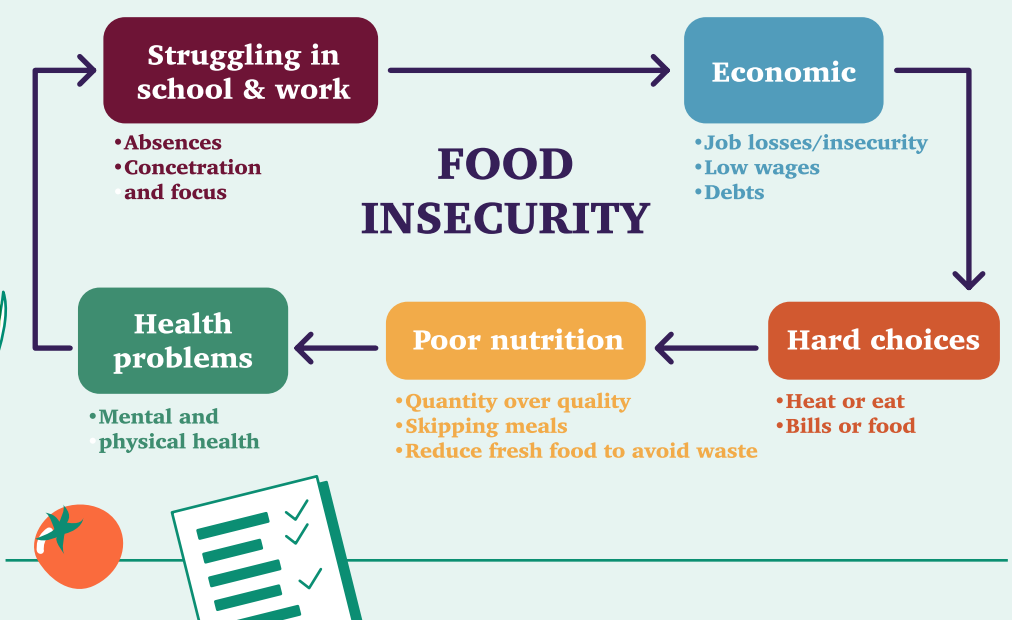 Struggling in
school & work
•Absences
•Concetration
and focus
FOOD
INSECURITY
Economic
•Job losses/insecurity
•Low wages
•Debts
Health
problems
•Mental and
physical health
Poor nutrition
•Quantity over quality
•Skipping meals
•Reduce fresh food to avoid waste
Hard choices
•Heat or eat
•Bills or food